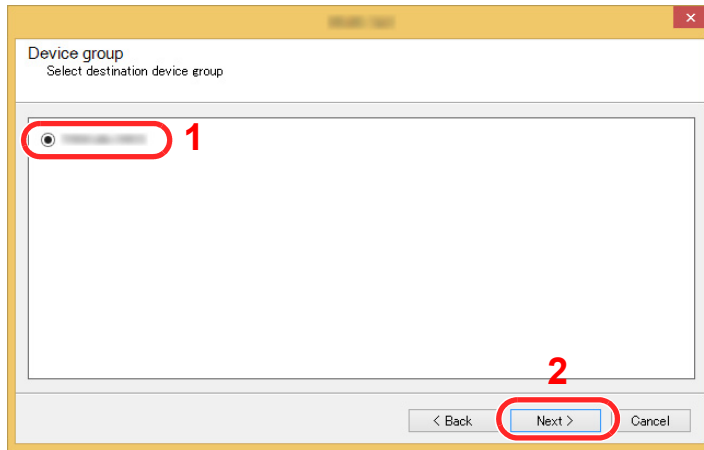 Device group
Select destination device group
1
2
< Back
Next >
Cancel